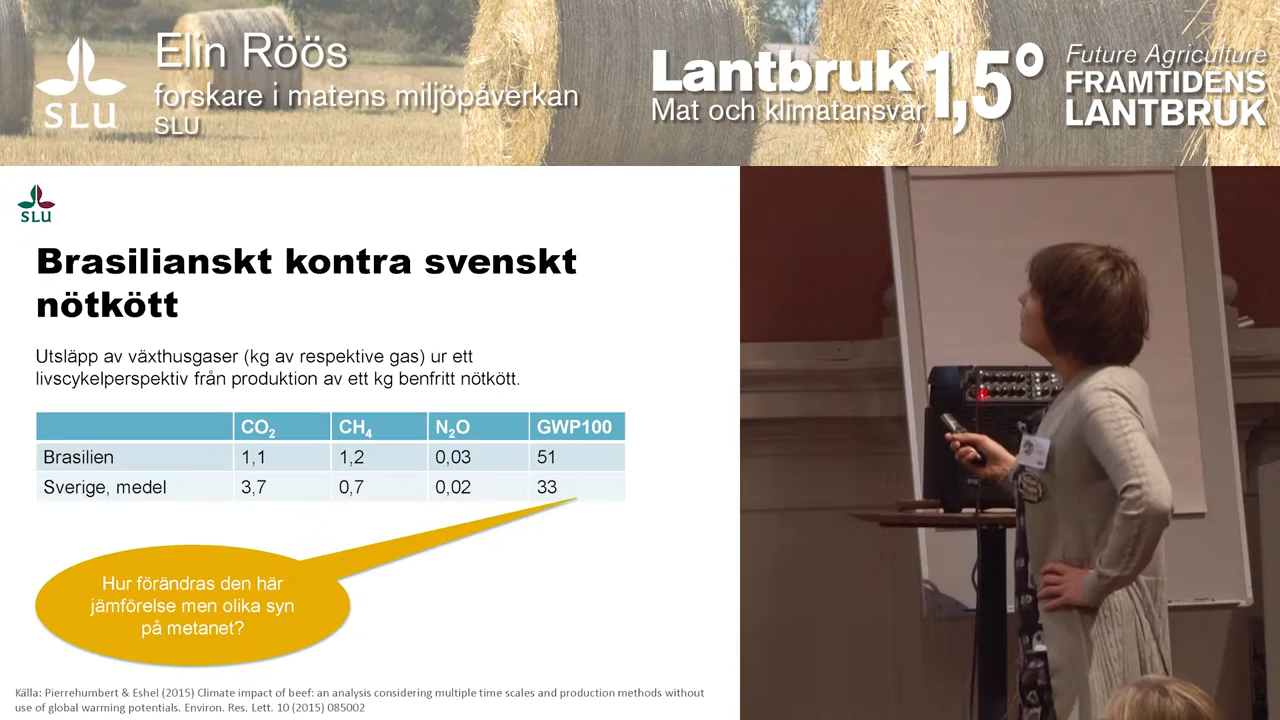 Elin Röös
forskare i matens miljöpåverkan
SLU
SLU
Lantbruk 1,5°
Mat och klimatansvar
Future Agriculture
FRAMTIDENS
LANTBRUK
SLU
Brasilianskt kontra svenskt
nötkött
Utsläpp av växthusgaser (kg av respektive gas) ur ett
livscykelperspektiv från produktion av ett kg benfritt nötkött.
CO2 CH4 N2O GWP100
Brasilien 1,1 1,2 0,03 51
Sverige, medel 3,7 0,7 0,02 33
Hur förändras den här
jämförelse men olika syn
på metanet?
Källa: Pierrehumbert & Eshel (2015) Climate impact of beef: an analysis considering multiple time scales and production methods without
use of global warming potentials. Environ. Res. Lett. 10 (2015) 085002